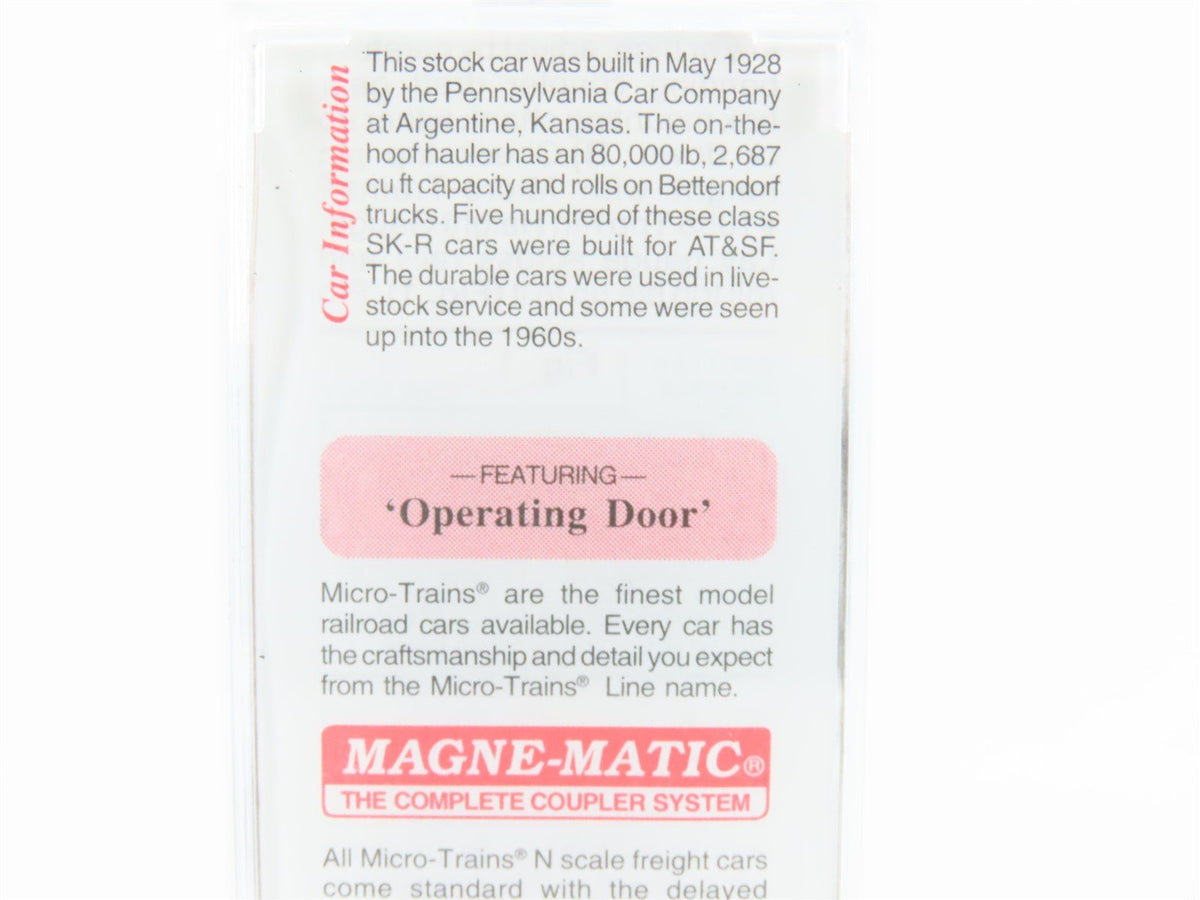 Car Information
This stock car was built in May 1928
by the Pennsylvania Car Company
at Argentine, Kansas. The on-the-
hoof hauler has an 80,000 lb, 2,687
cu ft capacity and rolls on Bettendorf
trucks. Five hundred of these class
SK-R cars were built for AT&SF.
The durable cars were used in live-
stock service and some were seen
up into the 1960s.
—FEATURING—
‘Operating Door’
Micro-Trains® are the finest model
railroad cars available. Every car has
the craftsmanship and detail you expect
from the Micro-Trains® Line name.
MAGNE-MATIC®
THE COMPLETE COUPLER SYSTEM
All Micro-Trains® N scale freight cars
come standard with the delayed